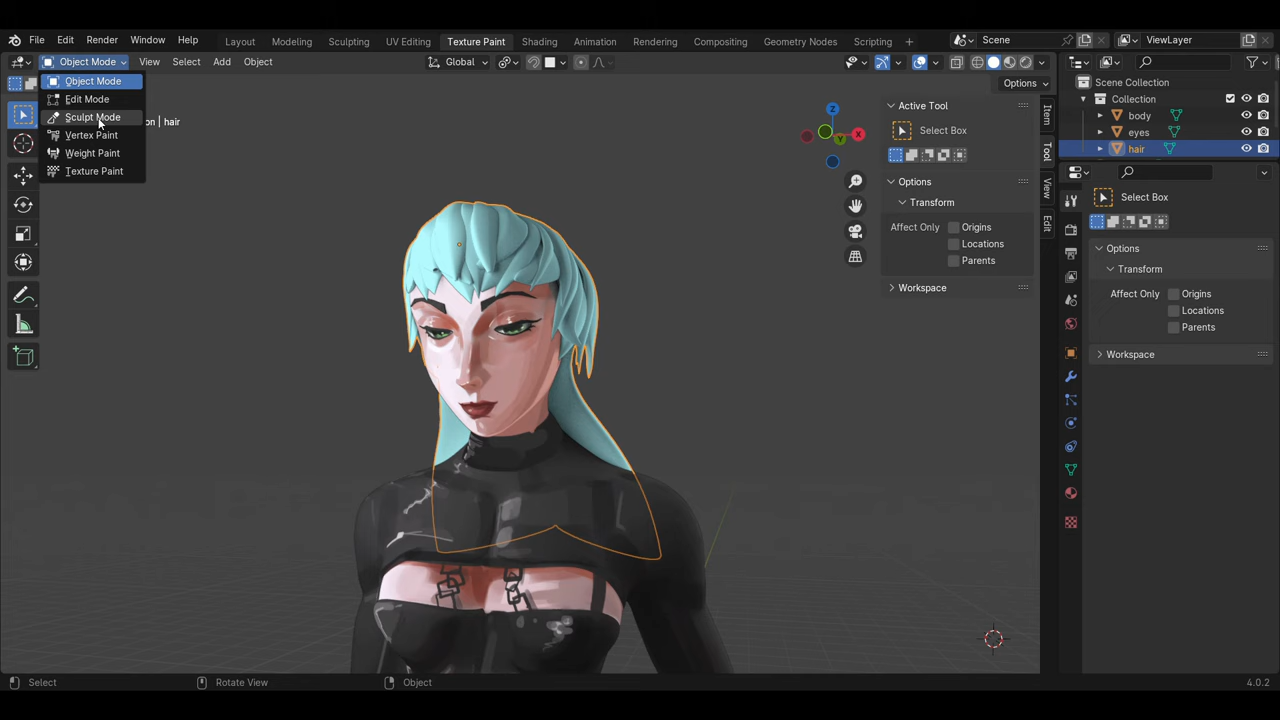 File Edit Render Window Help Layout Modeling Sculpting UV Editing Texture Paint Shading Animation Rendering Compositing Geometry Nodes Scripting + Scene ViewLayer
Object Mode View Select Add Object Global
Options
Object Mode
Edit Mode
Sculpt Mode
Vertex Paint
Weight Paint
Texture Paint
on | hair
X
Y
Z
Active Tool
Select Box
Options
Transform
Affect Only Origins
Locations
Parents
Workspace
Item
Tool
View
Edit
Scene Collection
Collection
body
eyes
hair
Select Box
Options
Transform
Affect Only Origins
Locations
Parents
Workspace
Select Rotate View Object 4.0.2